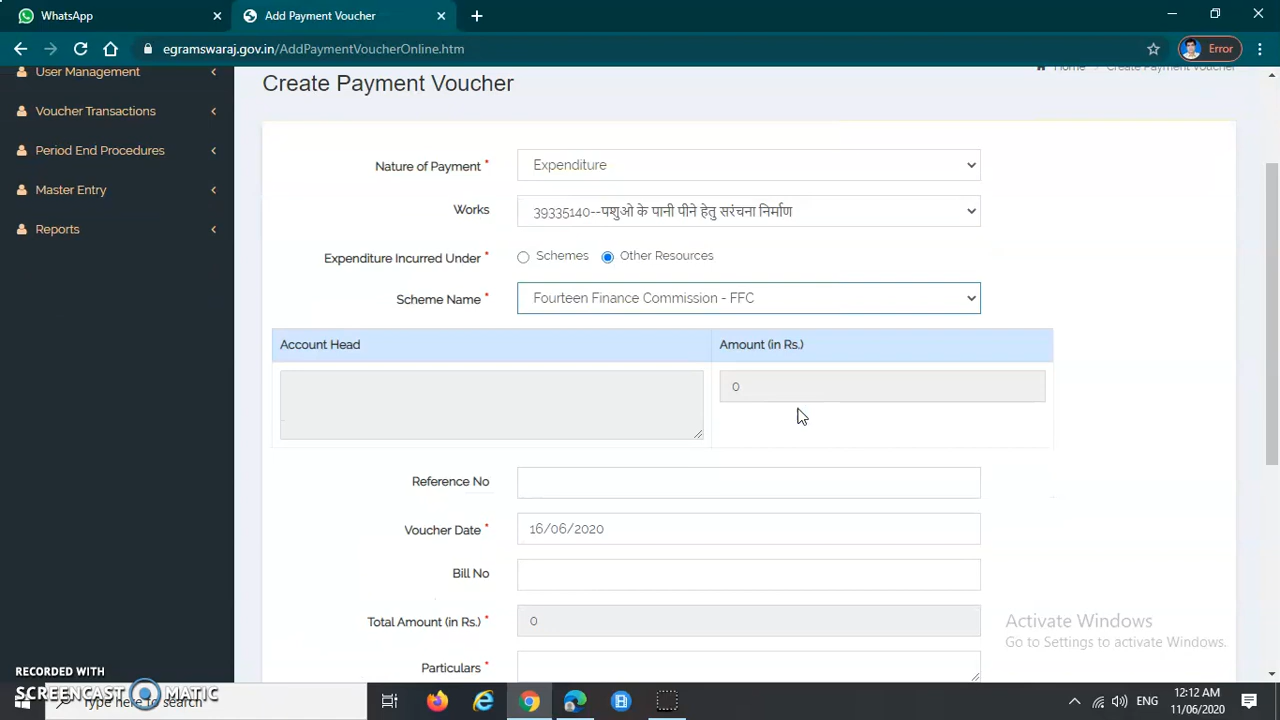 WhatsApp
Add Payment Voucher
egramswaraj.gov.in/AddPaymentVoucherOnline.htm
Error
User Management
Home > Create Payment Voucher
Create Payment Voucher
Voucher Transactions
Period End Procedures
Master Entry
Reports
Nature of Payment *
Expenditure
Works
39335140--पशुओ के पानी पीने हेतु सरंचना निर्माण
Expenditure Incurred Under *
Schemes
Other Resources
Scheme Name *
Fourteen Finance Commission - FFC
Account Head
Amount (in Rs.)
0
Reference No
Voucher Date *
16/06/2020
Bill No
Total Amount (in Rs.) *
0
Particulars *
Activate Windows
Go to Settings to activate Windows.
RECORDED WITH
SCREENCAST MATIC
Type here to search
ENG
12:12 AM
11/06/2020